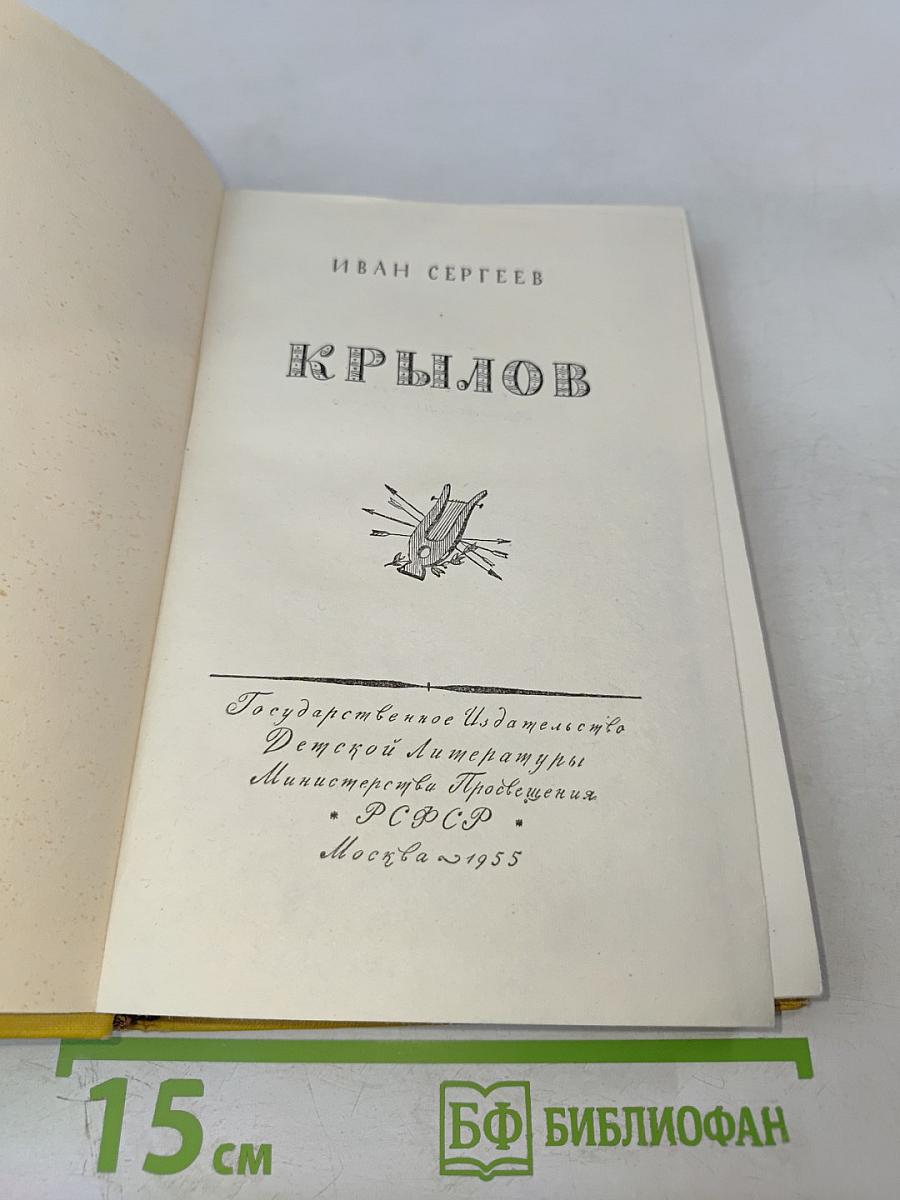 ИВАН СЕРГЕЕВ
КРЫЛОВ
Государственное Издательство
Детской Литературы
Министерства Просвещения
* РСФСР *
Москва ~ 1955
15 см
БФ БИБЛИОФАН